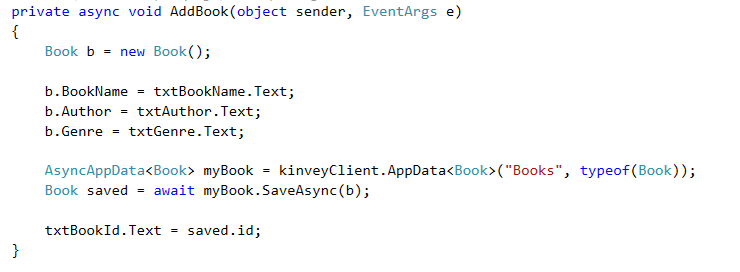 private async void AddBook(object sender, EventArgs e)
{
    Book b = new Book();

    b.BookName = txtBookName.Text;
    b.Author = txtAuthor.Text;
    b.Genre = txtGenre.Text;

    AsyncAppData<Book> myBook = kinveyClient.AppData<Book>("Books", typeof(Book));
    Book saved = await myBook.SaveAsync(b);

    txtBookId.Text = saved.id;
}